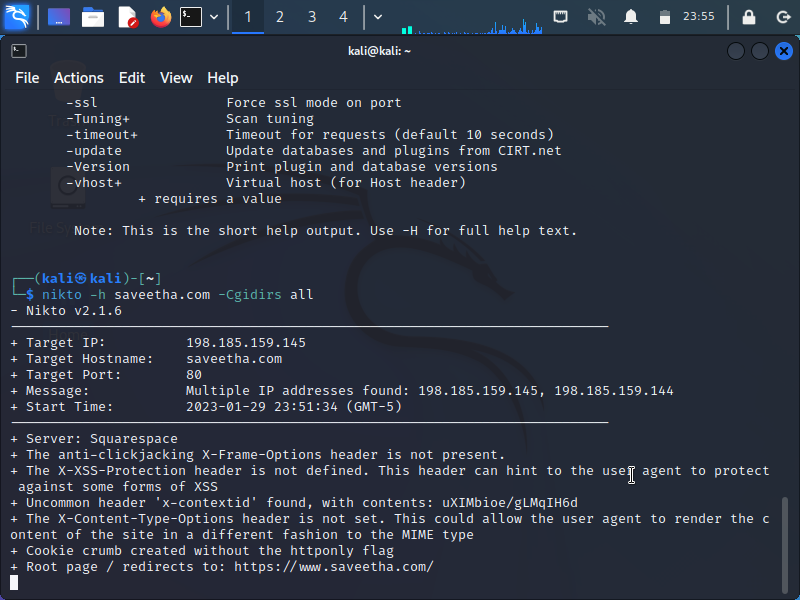 1 2 3 4 23:55
kali@kali: ~
File Actions Edit View Help
-ssl Force ssl mode on port
-Tuning+ Scan tuning
-timeout+ Timeout for requests (default 10 seconds)
-update Update databases and plugins from CIRT.net
-Version Print plugin and database versions
-vhost+ Virtual host (for Host header)
+ requires a value
Note: This is the short help output. Use -H for full help text.
┌──(kali㉿kali)-[~]
└─$ nikto -h saveetha.com -Cgidirs all
- Nikto v2.1.6
+ Target IP: 198.185.159.145
+ Target Hostname: saveetha.com
+ Target Port: 80
+ Message: Multiple IP addresses found: 198.185.159.145, 198.185.159.144
+ Start Time: 2023-01-29 23:51:34 (GMT-5)
+ Server: Squarespace
+ The anti-clickjacking X-Frame-Options header is not present.
+ The X-XSS-Protection header is not defined. This header can hint to the user agent to protect
against some forms of XSS
+ Uncommon header 'x-contextid' found, with contents: uXIMbioe/gLMqIH6d
+ The X-Content-Type-Options header is not set. This could allow the user agent to render the c
ontent of the site in a different fashion to the MIME type
+ Cookie crumb created without the httponly flag
+ Root page / redirects to: https://www.saveetha.com/